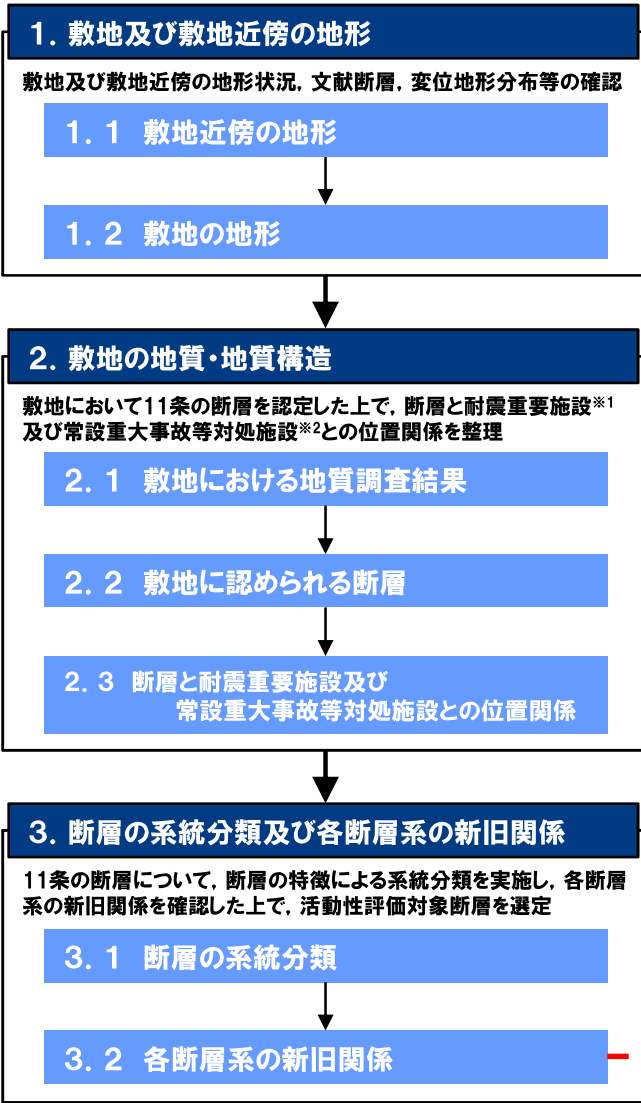 1．敷地及び敷地近傍の地形
敷地及び敷地近傍の地形状況，文献断層，変位地形分布等の確認
1．1　敷地近傍の地形
1．2　敷地の地形
2．敷地の地質・地質構造
敷地において11条の断層を認定した上で，断層と耐震重要施設※1
及び常設重大事故等対処施設※2との位置関係を整理
2．1　敷地における地質調査結果
2．2　敷地に認められる断層
2．3　断層と耐震重要施設及び
常設重大事故等対処施設との位置関係
3．断層の系統分類及び各断層系の新旧関係
11条の断層について，断層の特徴による系統分類を実施し，各断層
系の新旧関係を確認した上で，活動性評価対象断層を選定
3．1　断層の系統分類
3．2　各断層系の新旧関係